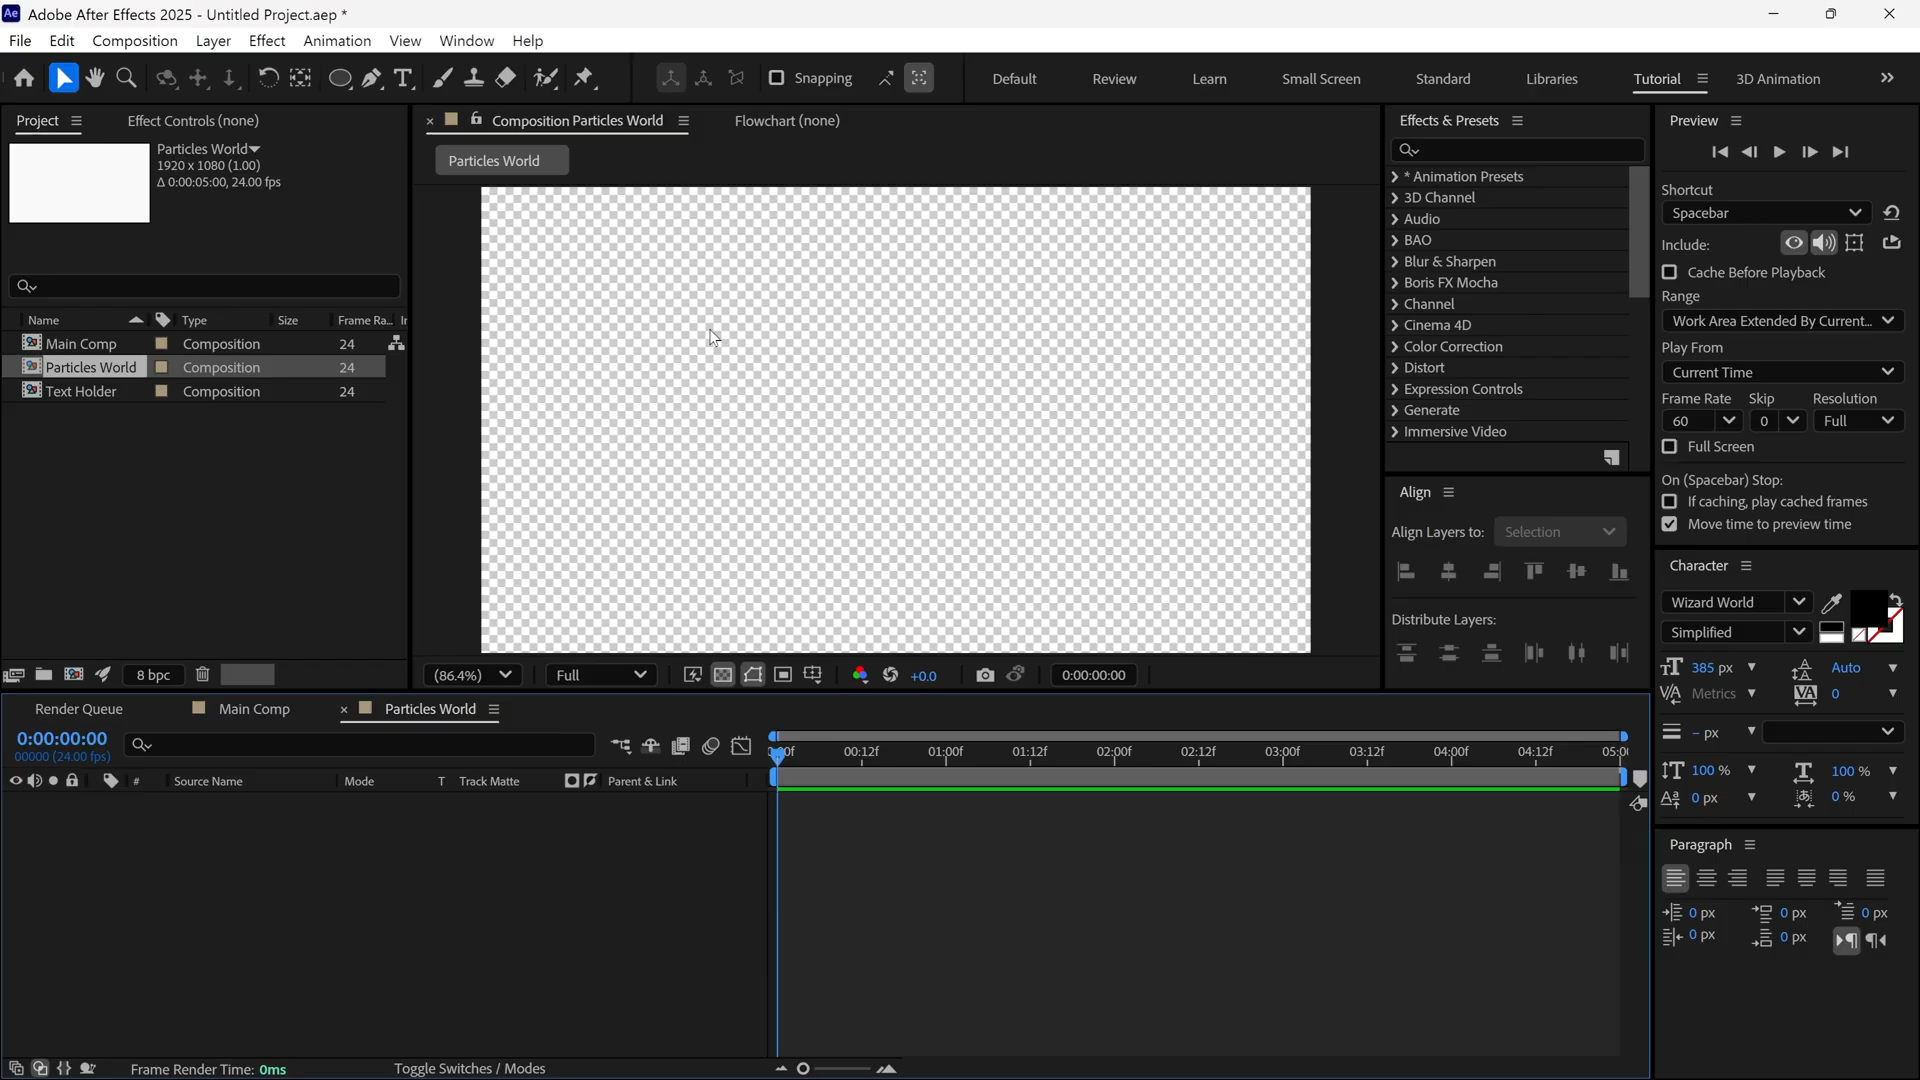 Adobe After Effects 2025 - Untitled Project.aep *
File Edit Composition Layer Effect Animation View Window Help
Snapping
Default Review Learn Small Screen Standard Libraries Tutorial 3D Animation
Project
Effect Controls (none)
Particles World
1920 x 1080 (1.00)
Δ 0:00:05:00, 24.00 fps
Name Type Size Frame Ra...
Main Comp Composition 24
Particles World Composition 24
Text Holder Composition 24
8 bpc
Composition Particles World
Flowchart (none)
Particles World
(86.4%) Full +0.0 0:00:00:00
Effects & Presets
* Animation Presets
3D Channel
Audio
BAO
Blur & Sharpen
Boris FX Mocha
Channel
Cinema 4D
Color Correction
Distort
Expression Controls
Generate
Immersive Video
Align
Align Layers to: Selection
Distribute Layers:
Preview
Shortcut
Spacebar
Include:
Cache Before Playback
Range
Work Area Extended By Current...
Play From
Current Time
Frame Rate Skip Resolution
60 0 Full
Full Screen
On (Spacebar) Stop:
If caching, play cached frames
Move time to preview time
Character
Wizard World
Simplified
385 px Auto
Metrics 0
- px
100 % 100 %
0 px 0 %
Paragraph
0 px 0 px 0 px
0 px 0 px
Render Queue Main Comp Particles World
0:00:00:00
00000 (24.00 fps)
# Source Name Mode T Track Matte Parent & Link
00:12f 01:00f 01:12f 02:00f 02:12f 03:00f 03:12f 04:00f 04:12f
Frame Render Time: 0ms
Toggle Switches / Modes